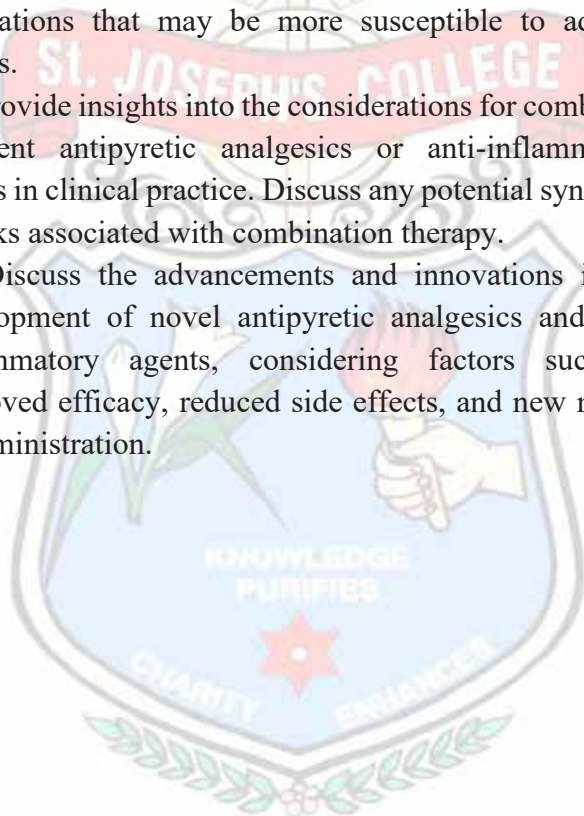 ations that may be more susceptible to ad
s.
rovide insights into the considerations for comb
ent antipyretic analgesics or anti-inflamm
s in clinical practice. Discuss any potential syn
ks associated with combination therapy.
Discuss the advancements and innovations i
opment of novel antipyretic analgesics and
mmatory agents, considering factors suc
oved efficacy, reduced side effects, and new m
ministration.
St. JOSEPH'S COLLEGE
KNOWLEDGE
PURIFIES
CHARITY ENHANCES